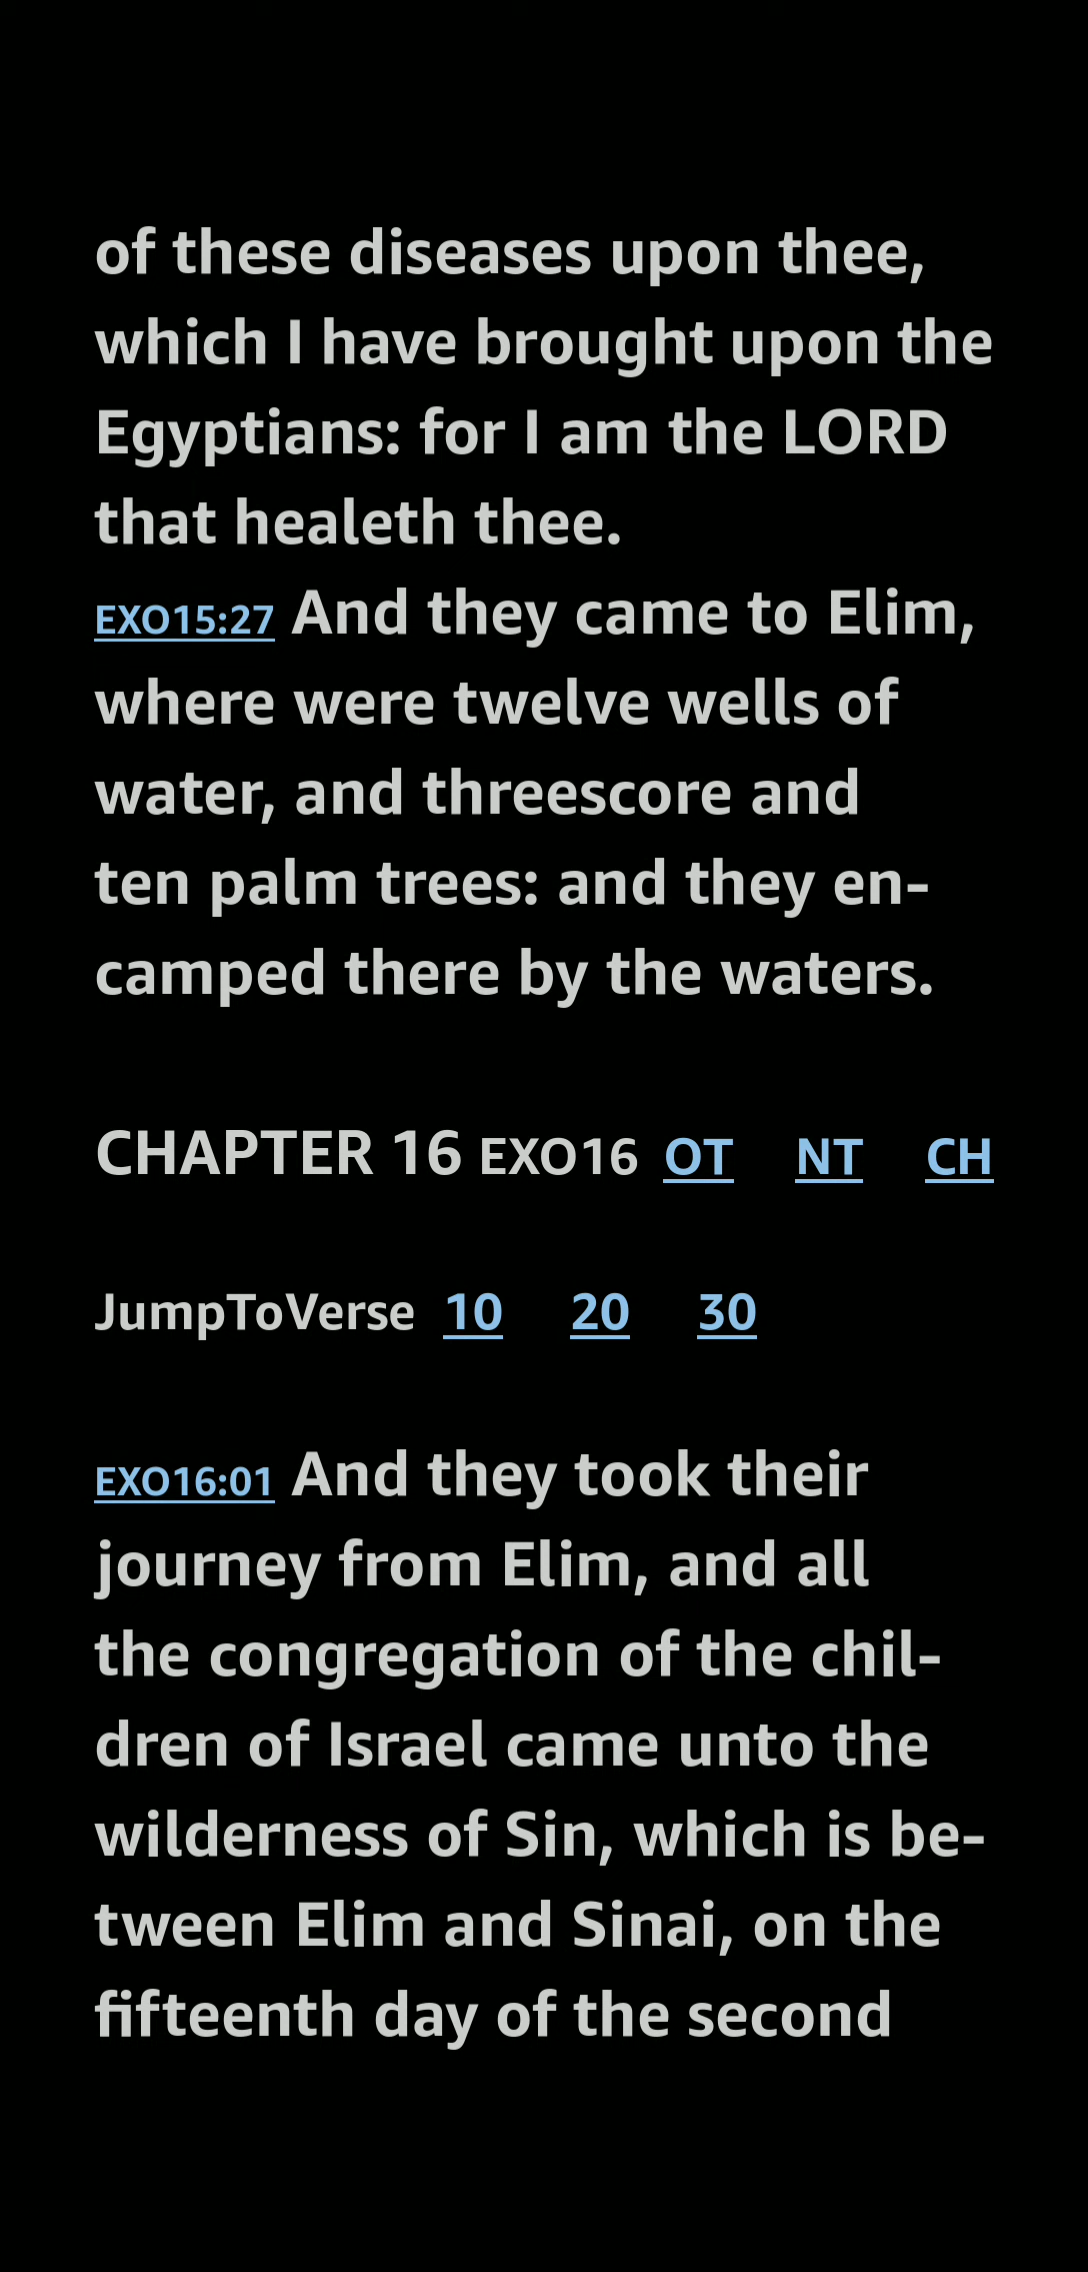 of these diseases upon thee,
which I have brought upon the
Egyptians: for I am the LORD
that healeth thee.
EXO15:27 And they came to Elim,
where were twelve wells of
water, and threescore and
ten palm trees: and they en-
camped there by the waters.
CHAPTER 16 EXO16 OT NT CH
JumpToVerse 10 20 30
EXO16:01 And they took their
journey from Elim, and all
the congregation of the chil-
dren of Israel came unto the
wilderness of Sin, which is be-
tween Elim and Sinai, on the
fifteenth day of the second